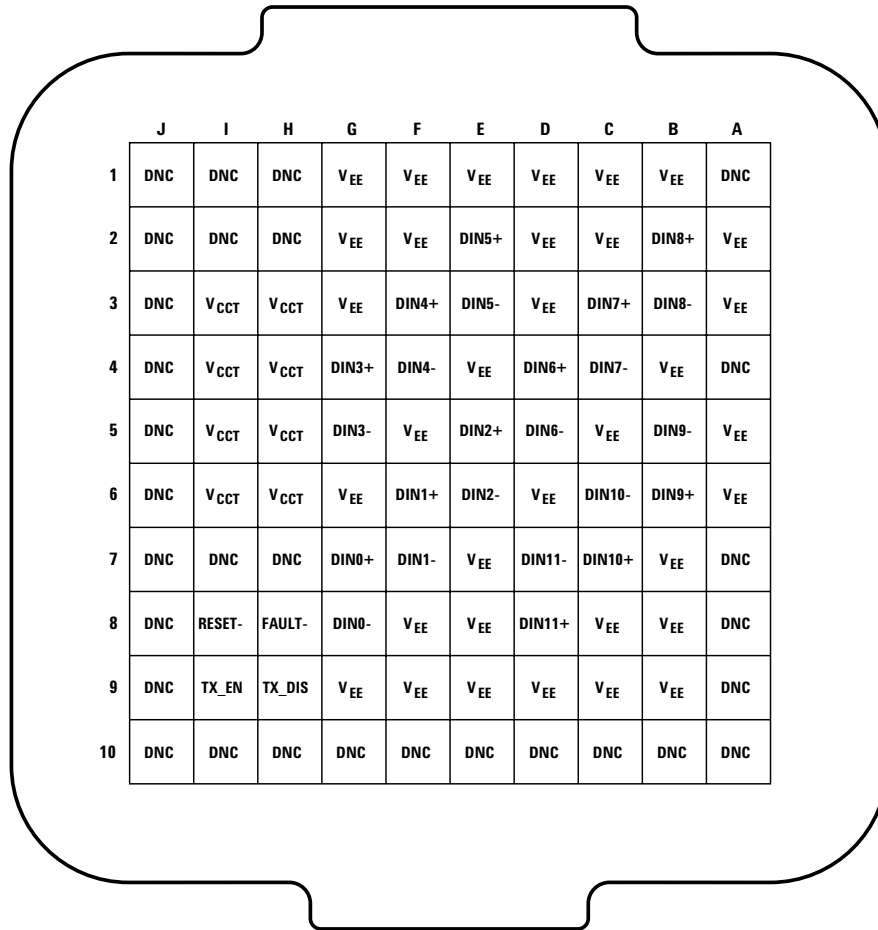 J I H G F E D C B A
1 DNC DNC DNC VEE VEE VEE VEE VEE VEE DNC
2 DNC DNC DNC VEE VEE DIN5+ VEE VEE DIN8+ VEE
3 DNC VCCT VCCT VEE DIN4+ DIN5- VEE DIN7+ DIN8- VEE
4 DNC VCCT VCCT DIN3+ DIN4- VEE DIN6+ DIN7- VEE DNC
5 DNC VCCT VCCT DIN3- VEE DIN2+ DIN6- VEE DIN9- VEE
6 DNC VCCT VCCT VEE DIN1+ DIN2- VEE DIN10- DIN9+ VEE
7 DNC DNC DNC DIN0+ DIN1- VEE DIN11- DIN10+ VEE DNC
8 DNC RESET- FAULT- DIN0- VEE VEE DIN11+ VEE VEE DNC
9 DNC TX_EN TX_DIS VEE VEE VEE VEE VEE VEE DNC
10 DNC DNC DNC DNC DNC DNC DNC DNC DNC DNC